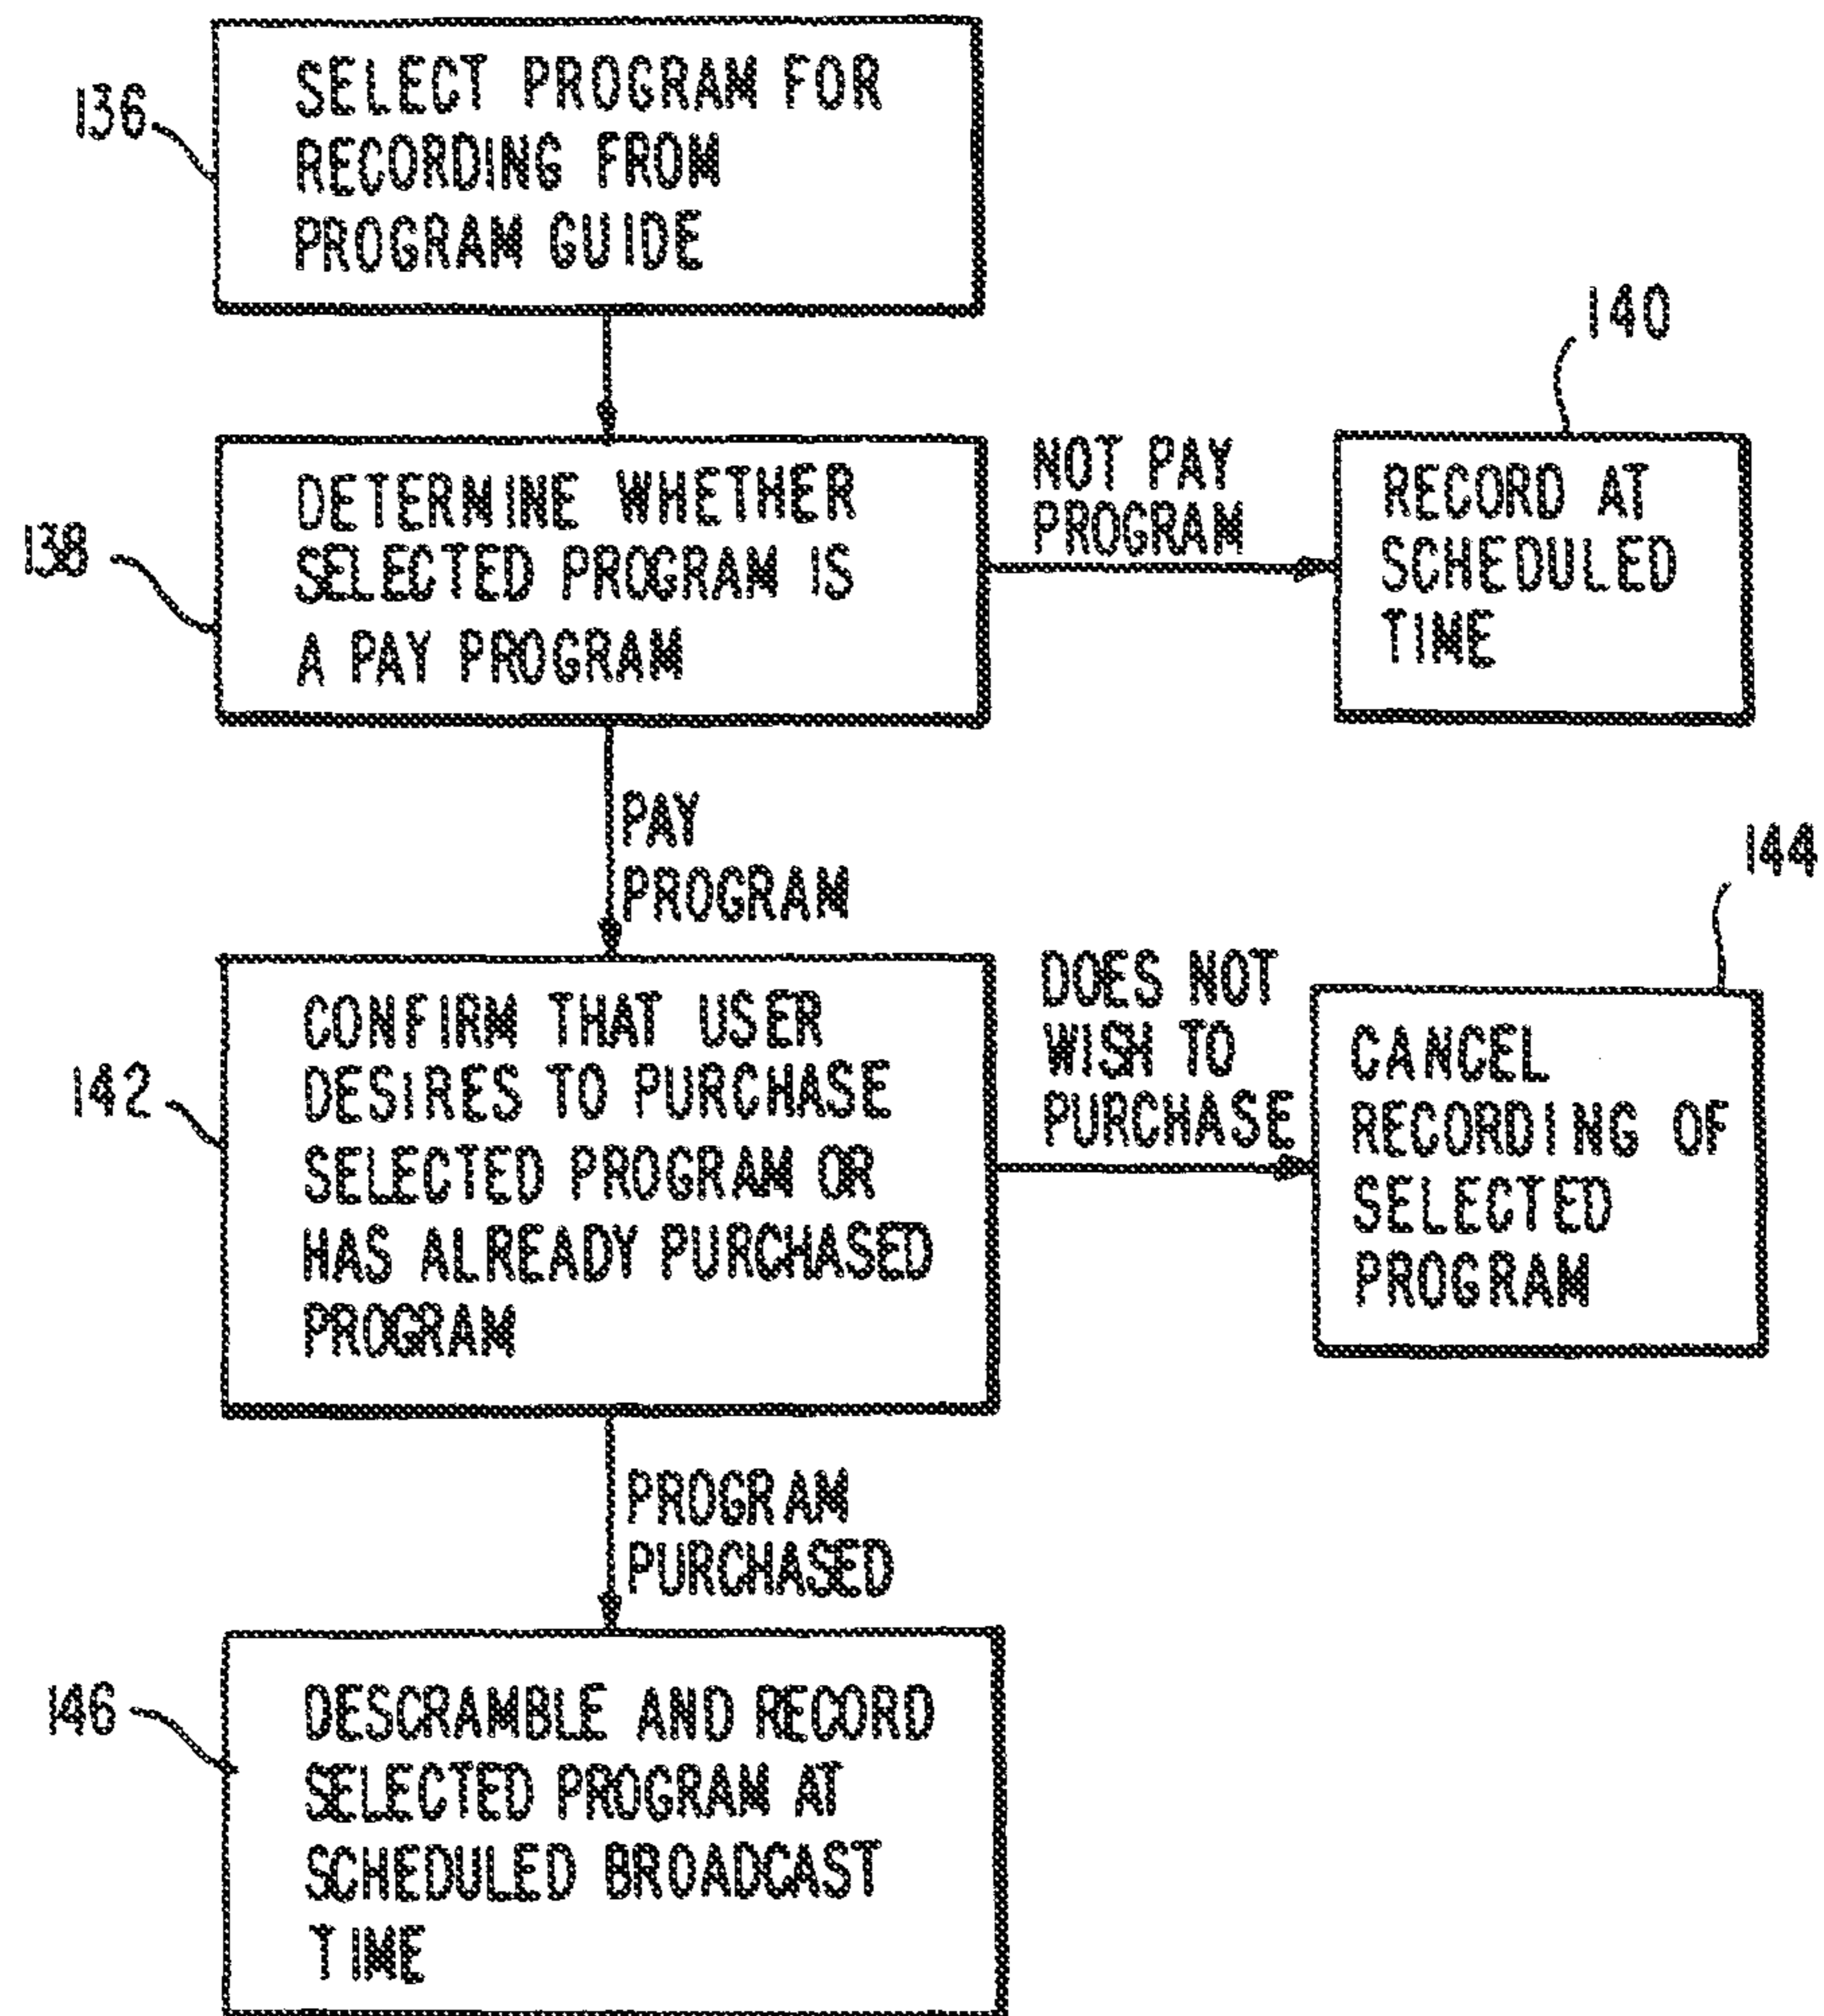 136
SELECT PROGRAM FOR
RECORDING FROM
PROGRAM GUIDE
138
DETERMINE WHETHER
SELECTED PROGRAM IS
A PAY PROGRAM
NOT PAY
PROGRAM
140
RECORD AT
SCHEDULED
TIME
PAY
PROGRAM
142
CONFIRM THAT USER
DESIRES TO PURCHASE
SELECTED PROGRAM OR
HAS ALREADY PURCHASED
PROGRAM
DOES NOT
WISH TO
PURCHASE
144
CANCEL
RECORDING OF
SELECTED
PROGRAM
PROGRAM
PURCHASED
146
DESCRAMBLE AND RECORD
SELECTED PROGRAM AT
SCHEDULED BROADCAST
TIME